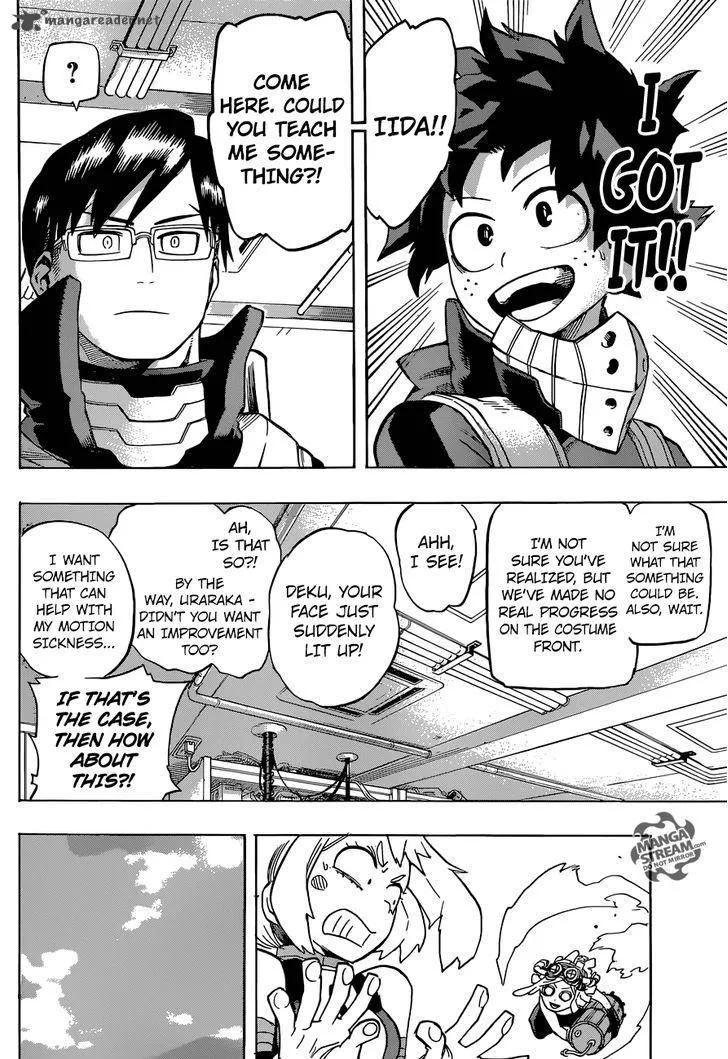 mangareader.net
I
GOT
IT!!
IIDA!!
COME
HERE. COULD
YOU TEACH
ME SOME-
THING?!
?
I'M
NOT SURE
WHAT THAT
SOMETHING
COULD BE.
ALSO, WAIT.
I'M NOT
SURE YOU'VE
REALIZED, BUT
WE'VE MADE NO
REAL PROGRESS
ON THE COSTUME
FRONT.
AHH,
I SEE!
DEKU, YOUR
FACE JUST
SUDDENLY
LIT UP!
AH,
IS THAT
SO?!
BY THE
WAY, URARAKA -
DIDN'T YOU WANT
AN IMPROVEMENT
TOO?
I WANT
SOMETHING
THAT CAN
HELP WITH
MY MOTION
SICKNESS...
IF THAT'S
THE CASE,
THEN HOW
ABOUT
THIS?!
MANGA
STREAM.com
DO NOT MIRROR